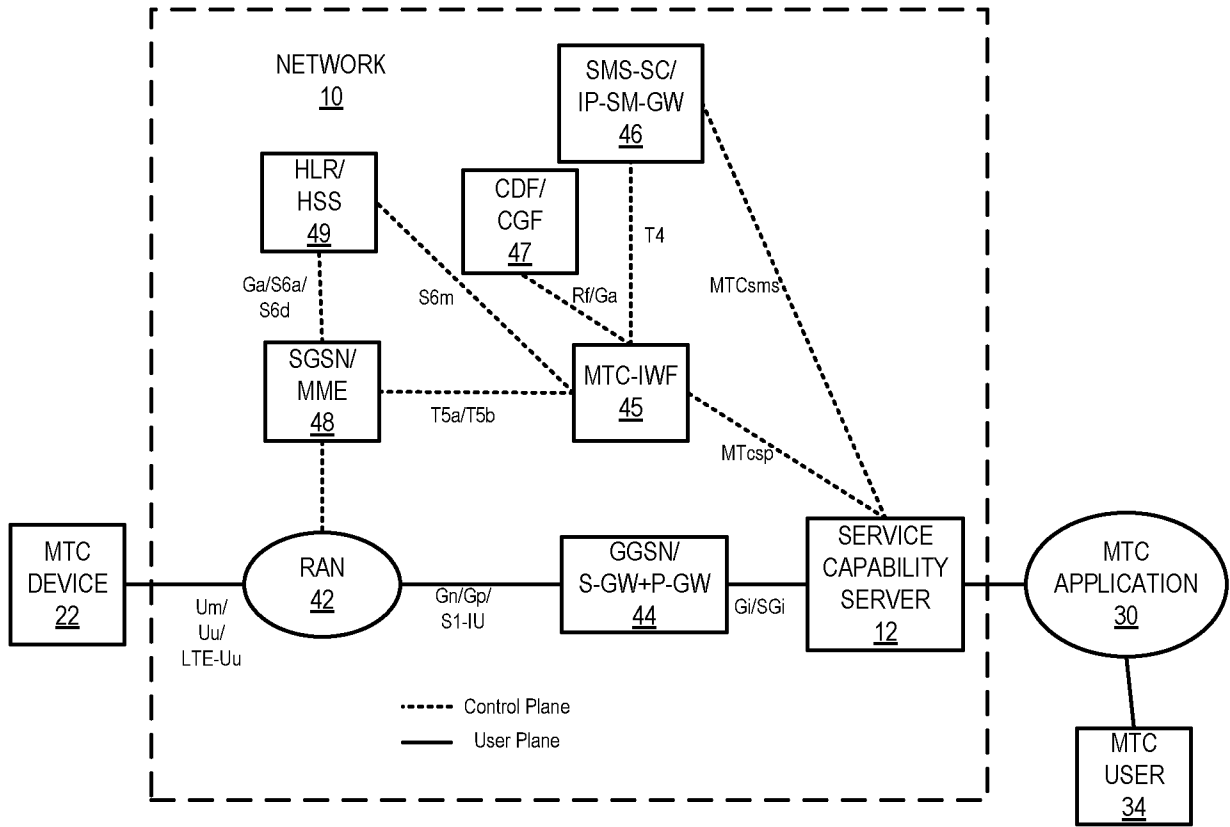 NETWORK
10
SMS-SC/
IP-SM-GW
46
HLR/
HSS
49
CDF/
CGF
47
T4
Ga/S6a/
S6d
S6m
Rf/Ga
MTCsms
SGSN/
MME
48
T5a/T5b
MTC-IWF
45
MTcsp
MTC
DEVICE
22
Um/
Uu/
LTE-Uu
RAN
42
Gn/Gp/
S1-IU
GGSN/
S-GW+P-GW
44
Gi/SGi
SERVICE
CAPABILITY
SERVER
12
MTC
APPLICATION
30
Control Plane
User Plane
MTC
USER
34